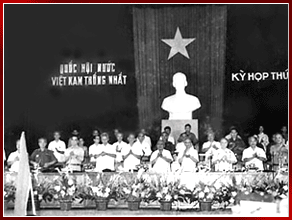 QUỐC HỘI NƯỚC
VIỆT NAM THỐNG NHẤT
KỲ HỌP THỨ